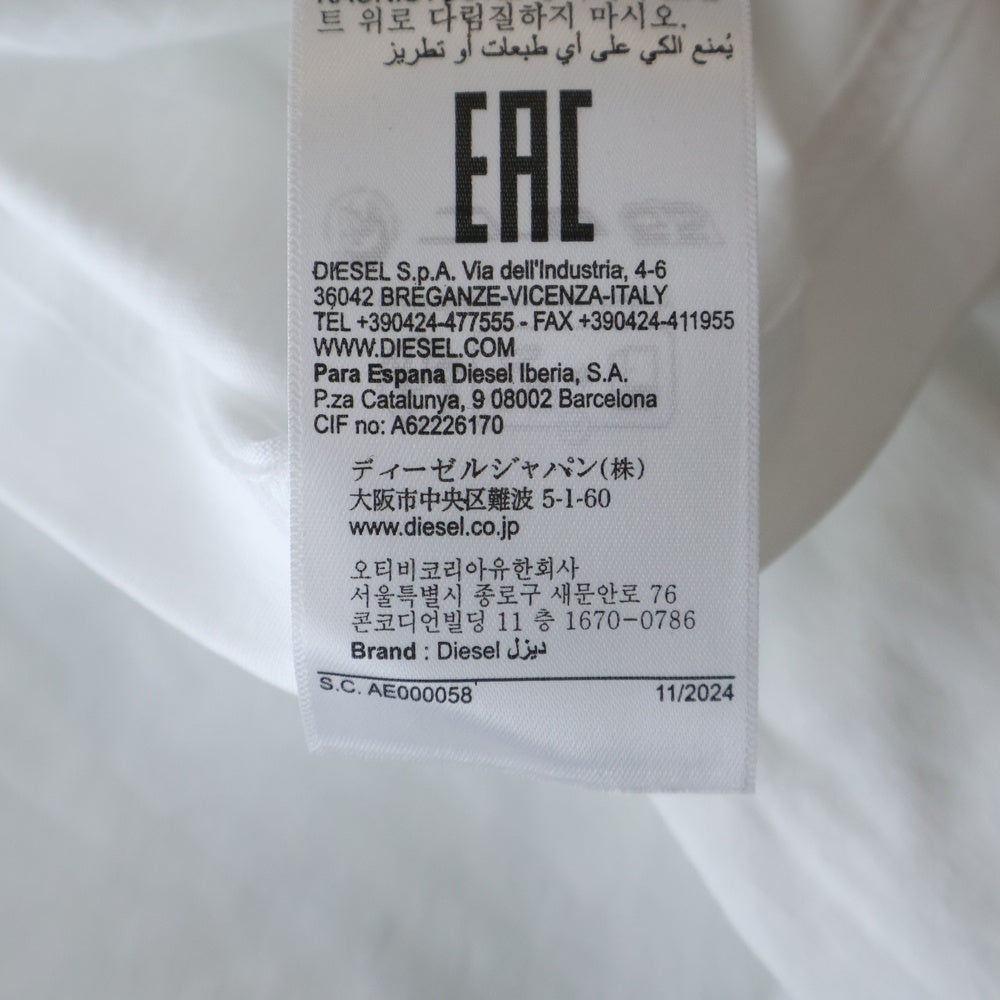 트 위로 다림질하지 마시오.
يُمنع الكي على أي طبعات أو تطريز
EAC
DIESEL S.p.A. Via dell'Industria, 4-6
36042 BREGANZE-VICENZA-ITALY
TEL +390424-477555 - FAX +390424-411955
WWW.DIESEL.COM
Para Espana Diesel Iberia, S.A.
P.za Catalunya, 9 08002 Barcelona
CIF no: A62226170
ディーゼルジャパン(株)
大阪市中央区難波 5-1-60
www.diesel.co.jp
오티비코리아유한회사
서울특별시 종로구 새문안로 76
콘코디언빌딩 11 층 1670-0786
Brand : Diesel ديزل
S.C. AE000058
11/2024